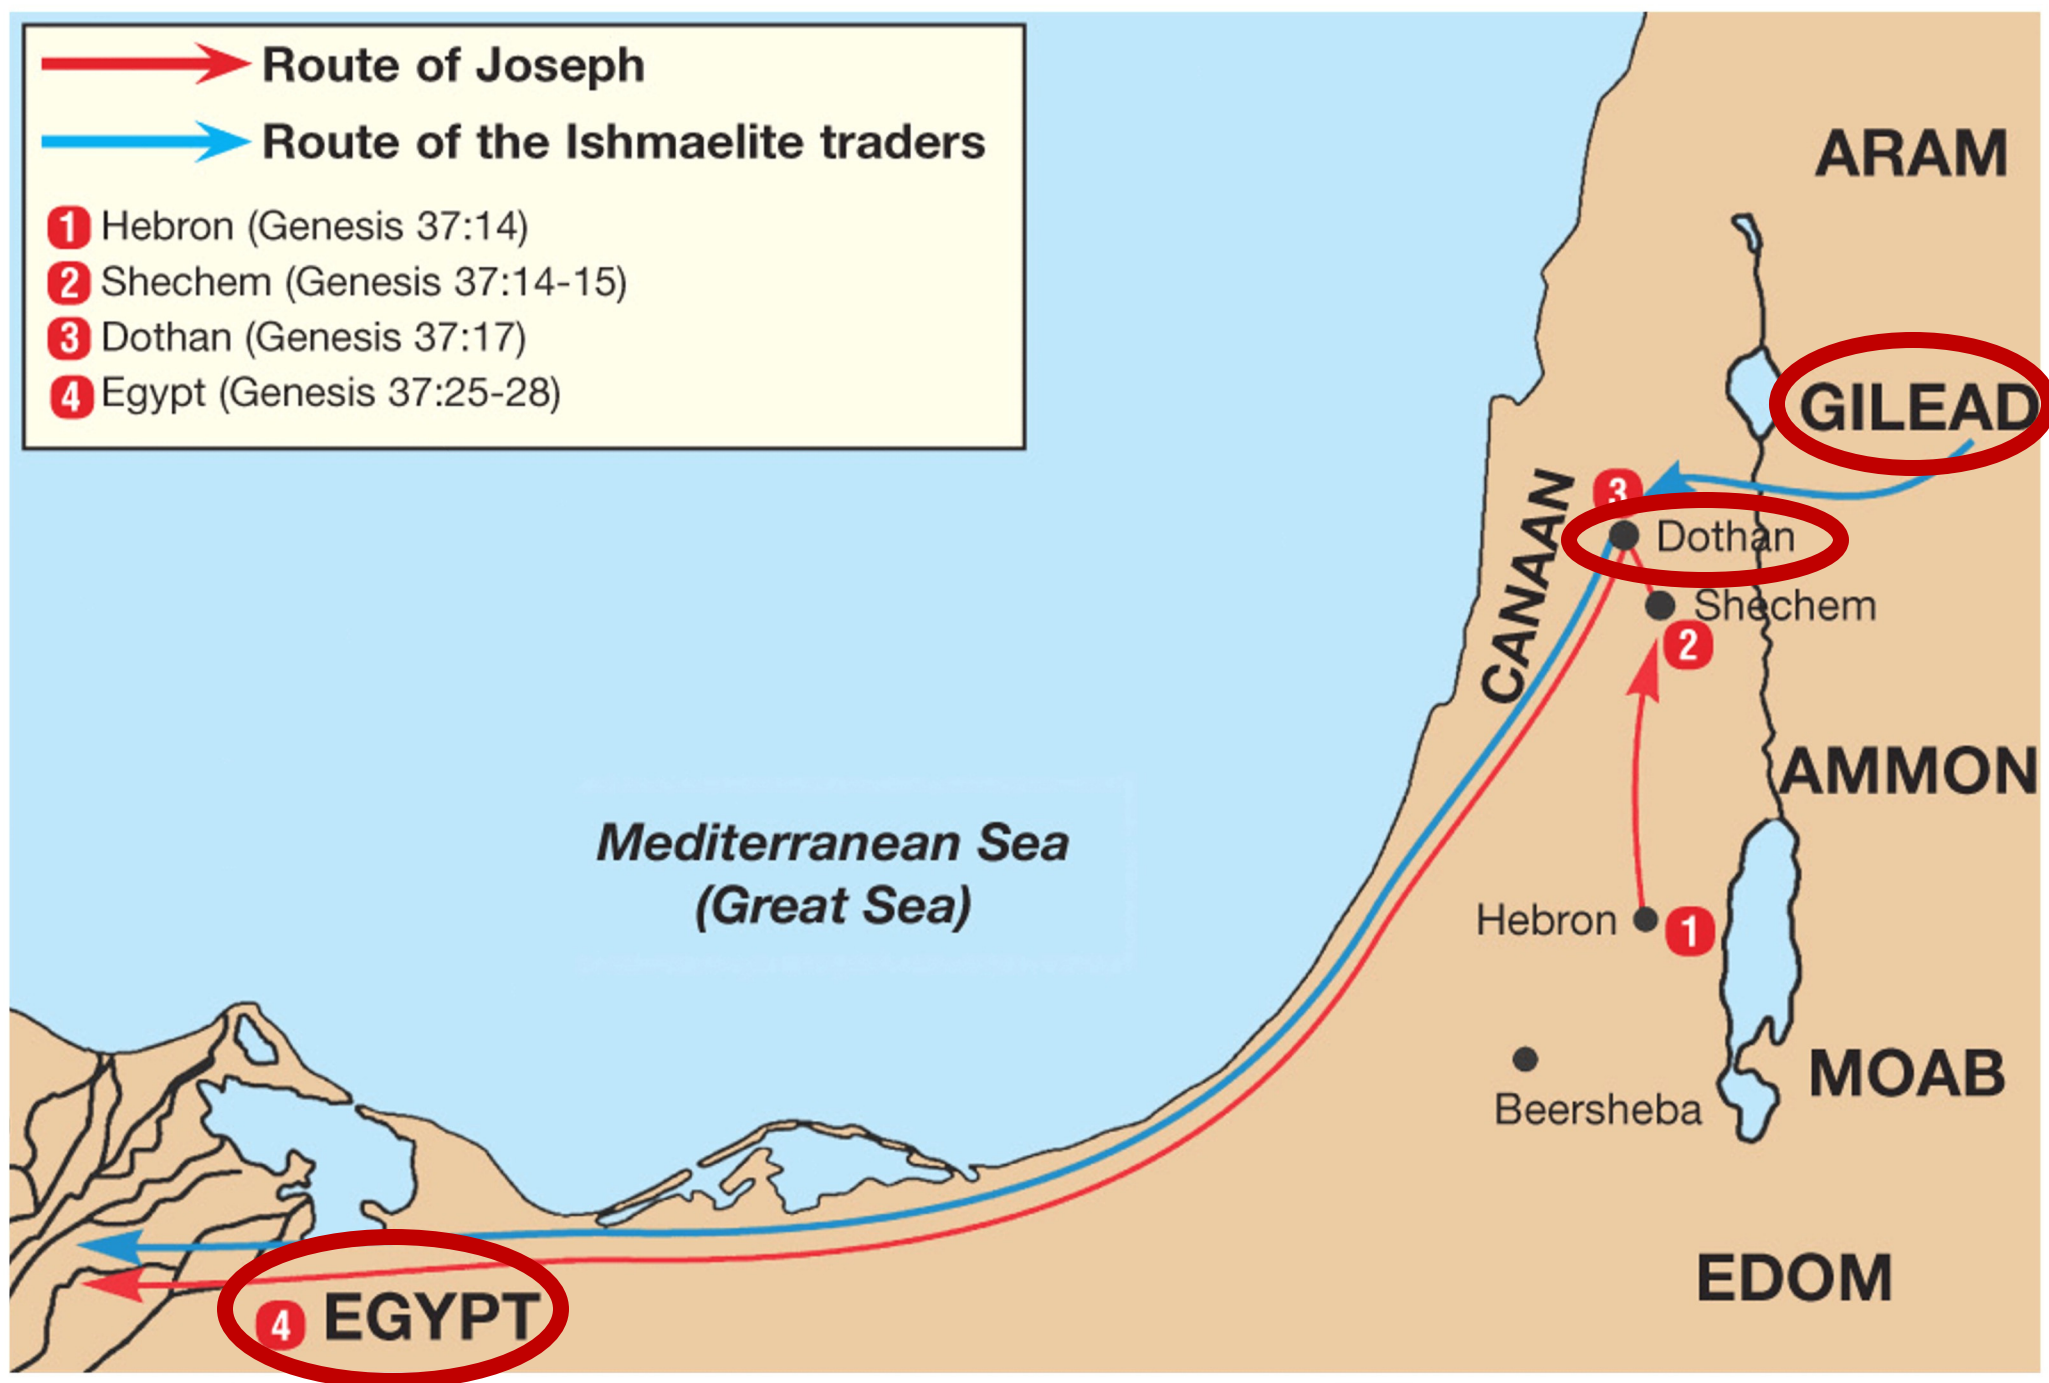 Route of Joseph
Route of the Ishmaelite traders
1 Hebron (Genesis 37:14)
2 Shechem (Genesis 37:14-15)
3 Dothan (Genesis 37:17)
4 Egypt (Genesis 37:25-28)
ARAM
GILEAD
CANAAN
3
Dothan
Shechem
2
AMMON
Mediterranean Sea
(Great Sea)
Hebron 1
MOAB
Beersheba
EDOM
4 EGYPT